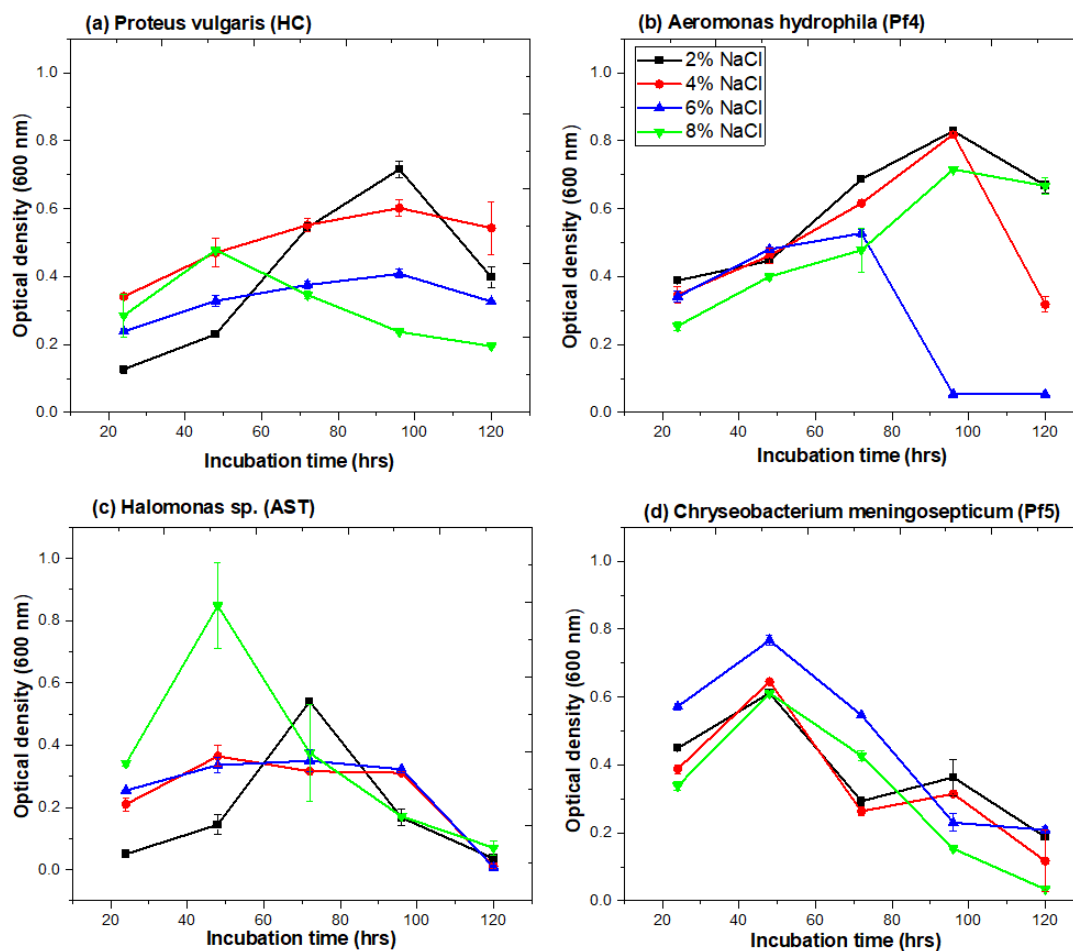 (a) Proteus vulgaris (HC)
1.0
0.8
0.6
0.4
0.2
0.0
Optical density (600 nm)
20 40 60 80 100 120
Incubation time (hrs)
(b) Aeromonas hydrophila (Pf4)
2% NaCl
4% NaCl
6% NaCl
8% NaCl
1.0
0.8
0.6
0.4
0.2
0.0
Optical density (600 nm)
20 40 60 80 100 120
Incubation time (hrs)
(c) Halomonas sp. (AST)
1.0
0.8
0.6
0.4
0.2
0.0
Optical density (600 nm)
20 40 60 80 100 120
Incubation time (hrs)
(d) Chryseobacterium meningosepticum (Pf5)
1.0
0.8
0.6
0.4
0.2
0.0
Optical density (600 nm)
20 40 60 80 100 120
Incubation time (hrs)